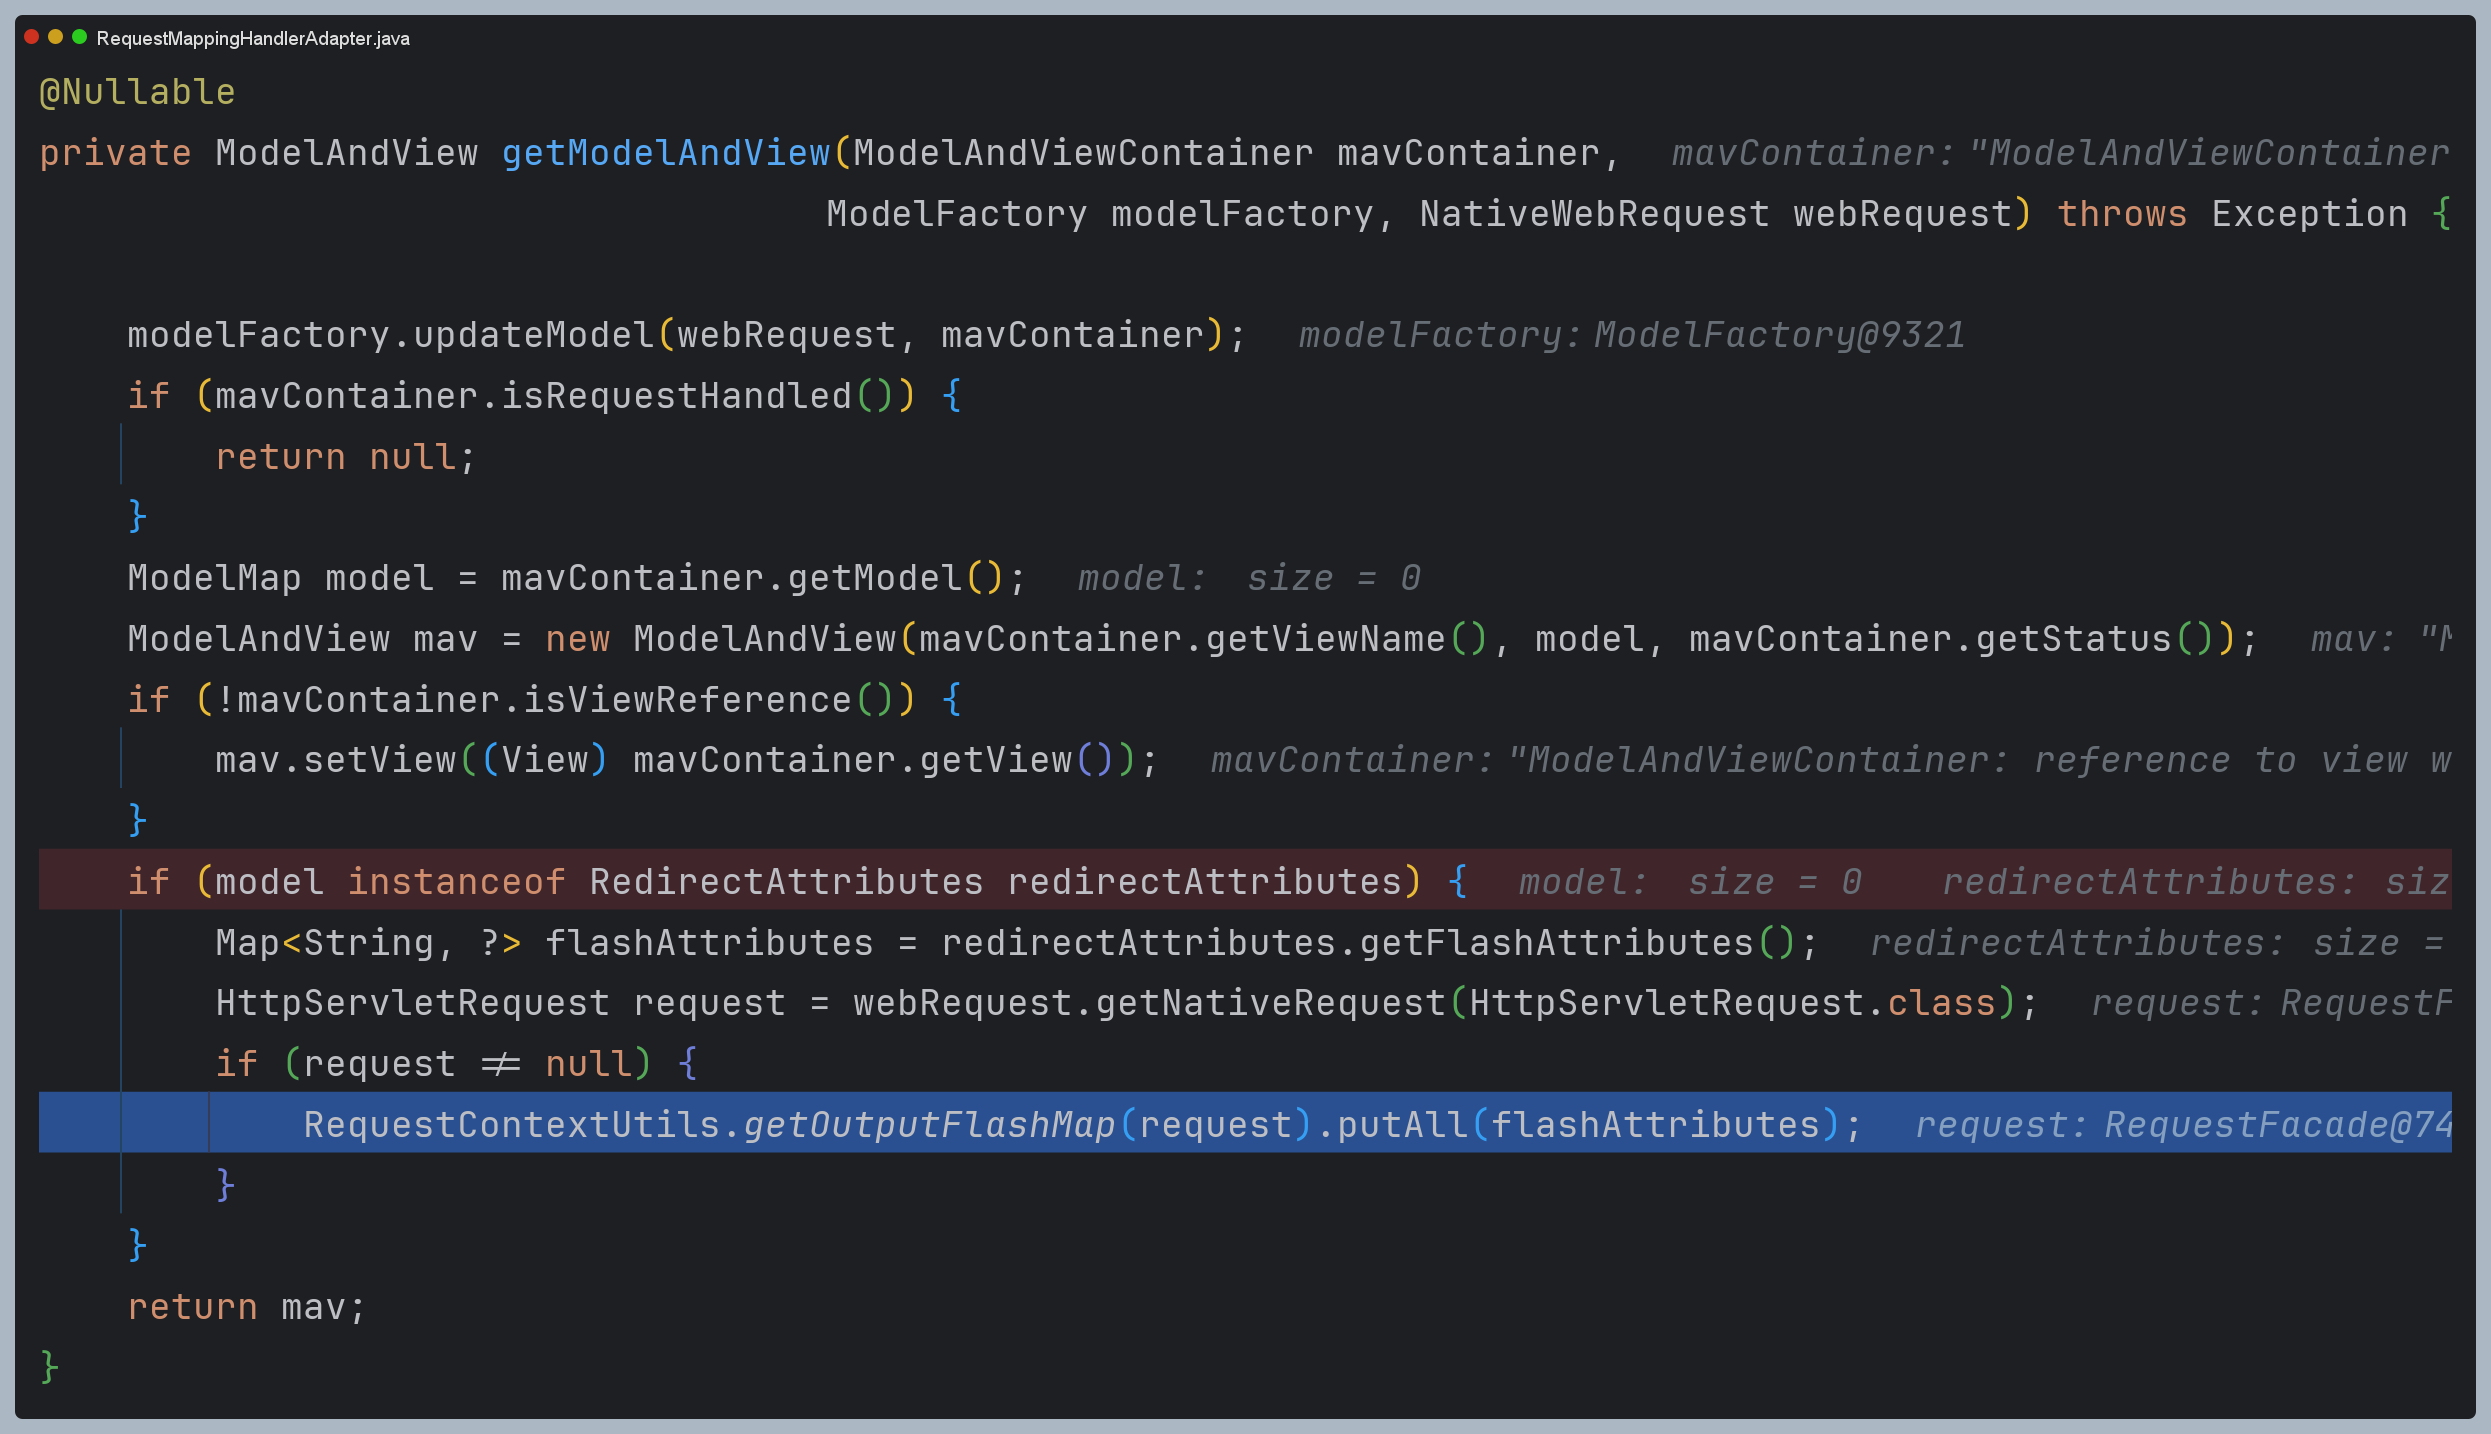 RequestMappingHandlerAdapter.java
@Nullable
private ModelAndView getModelAndView(ModelAndViewContainer mavContainer, mavContainer: "ModelAndViewContainer
ModelFactory modelFactory, NativeWebRequest webRequest) throws Exception {
modelFactory.updateModel(webRequest, mavContainer); modelFactory: ModelFactory@9321
if (mavContainer.isRequestHandled()) {
return null;
}
ModelMap model = mavContainer.getModel(); model: size = 0
ModelAndView mav = new ModelAndView(mavContainer.getViewName(), model, mavContainer.getStatus()); mav: "M
if (!mavContainer.isViewReference()) {
mav.setView((View) mavContainer.getView()); mavContainer: "ModelAndViewContainer: reference to view w
}
if (model instanceof RedirectAttributes redirectAttributes) { model: size = 0 redirectAttributes: siz
Map<String, ?> flashAttributes = redirectAttributes.getFlashAttributes(); redirectAttributes: size =
HttpServletRequest request = webRequest.getNativeRequest(HttpServletRequest.class); request: RequestF
if (request != null) {
RequestContextUtils.getOutputFlashMap(request).putAll(flashAttributes); request: RequestFacade@74
}
}
return mav;
}